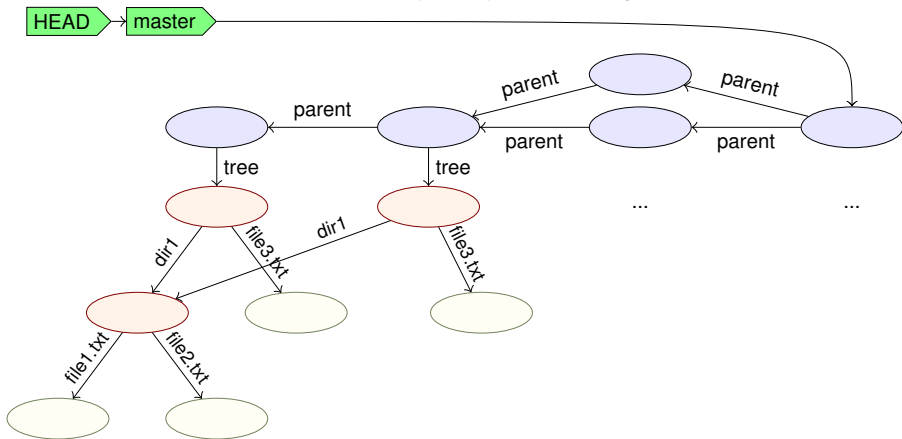 HEAD
master
parent
parent
parent
parent
parent
tree
tree
...
...
dir1
file3.txt
dir1
file3.txt
file1.txt
file2.txt